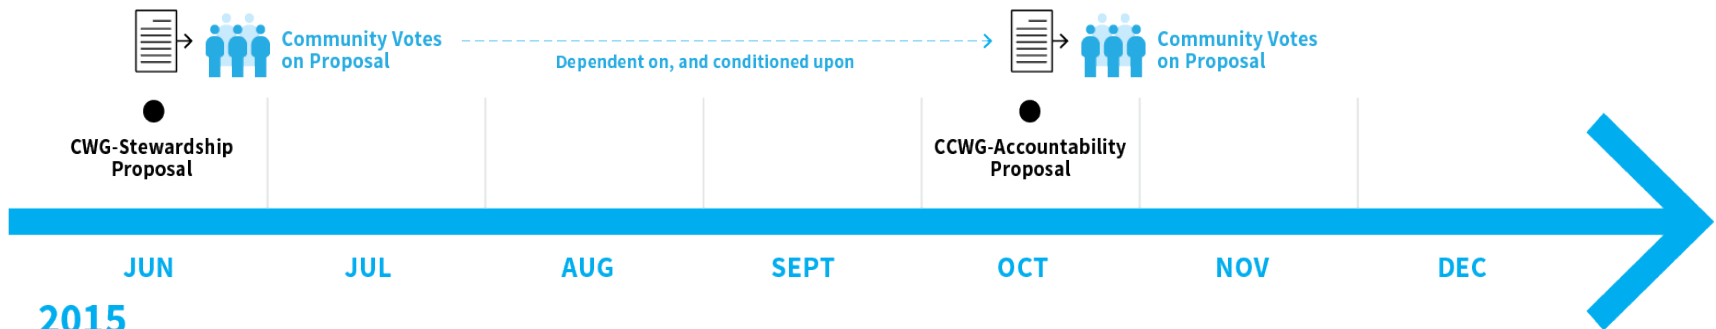 Community Votes
on Proposal
Dependent on, and conditioned upon
Community Votes
on Proposal
CWG-Stewardship
Proposal
CCWG-Accountability
Proposal
JUN
JUL
AUG
SEPT
OCT
NOV
DEC
2015